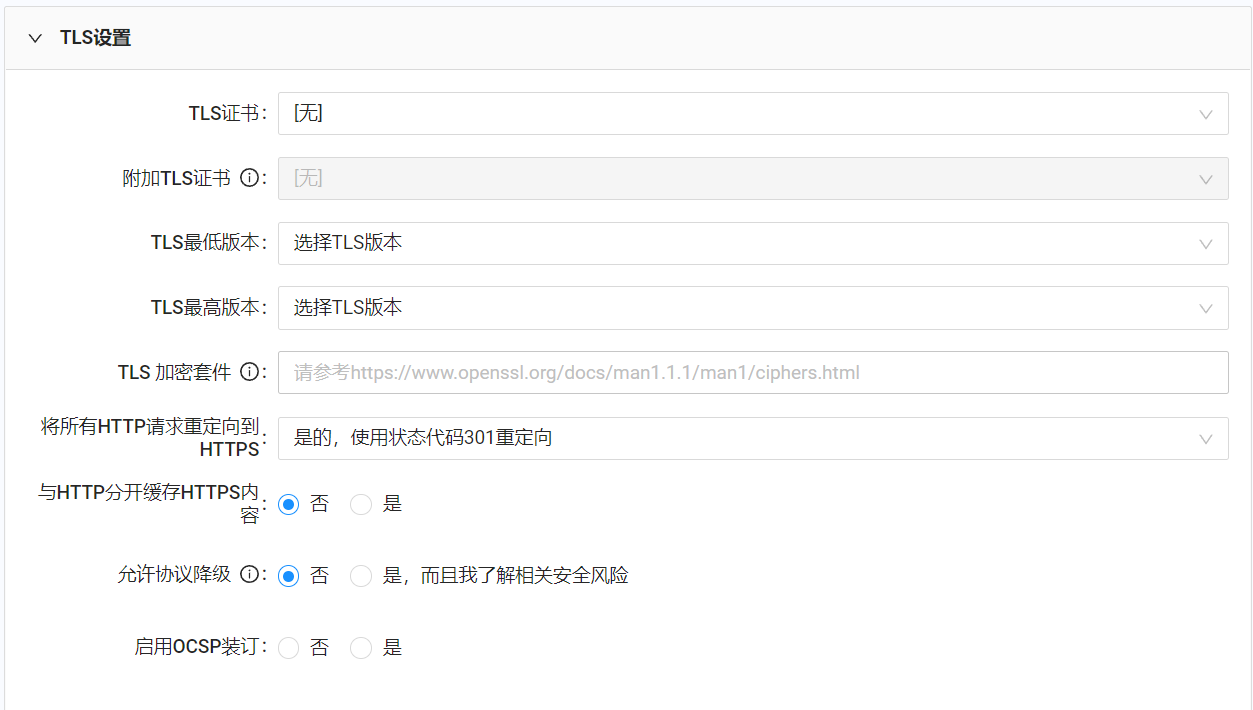 TLS设置
TLS证书: [无]
附加TLS证书 : [无]
TLS最低版本: 选择TLS版本
TLS最高版本: 选择TLS版本
TLS 加密套件 : 请参考https://www.openssl.org/docs/man1.1.1/man1/ciphers.html
将所有HTTP请求重定向到
HTTPS: 是的，使用状态代码301重定向
与HTTP分开缓存HTTPS内
容: 否 是
允许协议降级 : 否 是，而且我了解相关安全风险
启用OCSP装订: 否 是